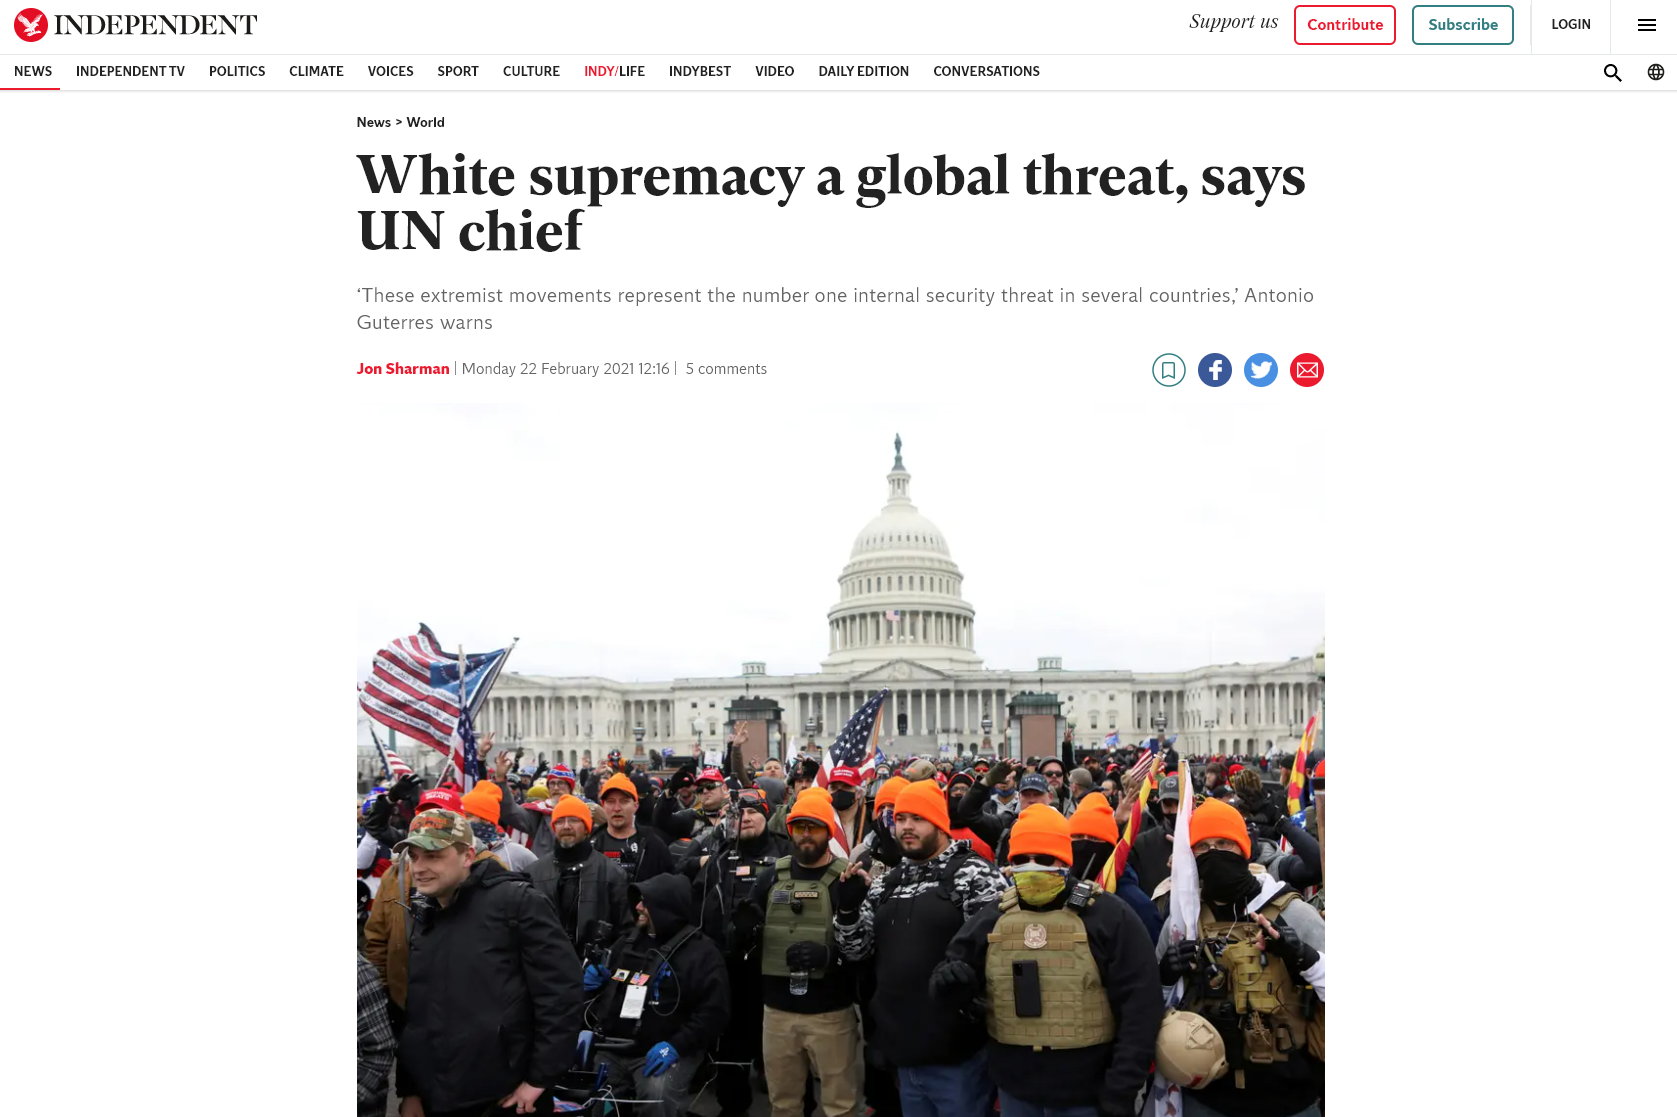 INDEPENDENT
Support us
Contribute
Subscribe
LOGIN
NEWS INDEPENDENT TV POLITICS CLIMATE VOICES SPORT CULTURE INDY/LIFE INDYBEST VIDEO DAILY EDITION CONVERSATIONS
News > World
White supremacy a global threat, says
UN chief
‘These extremist movements represent the number one internal security threat in several countries,’ Antonio
Guterres warns
Jon Sharman | Monday 22 February 2021 12:16 | 5 comments